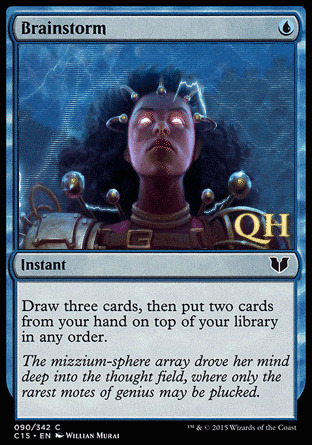 Brainstorm
QH
Instant
Draw three cards, then put two cards
from your hand on top of your library
in any order.
The mizzium-sphere array drove her mind
deep into the thought field, where only the
rarest motes of genius may be plucked.
090/342 C
C15 • EN Willian Murai
™ & © 2015 Wizards of the Coast